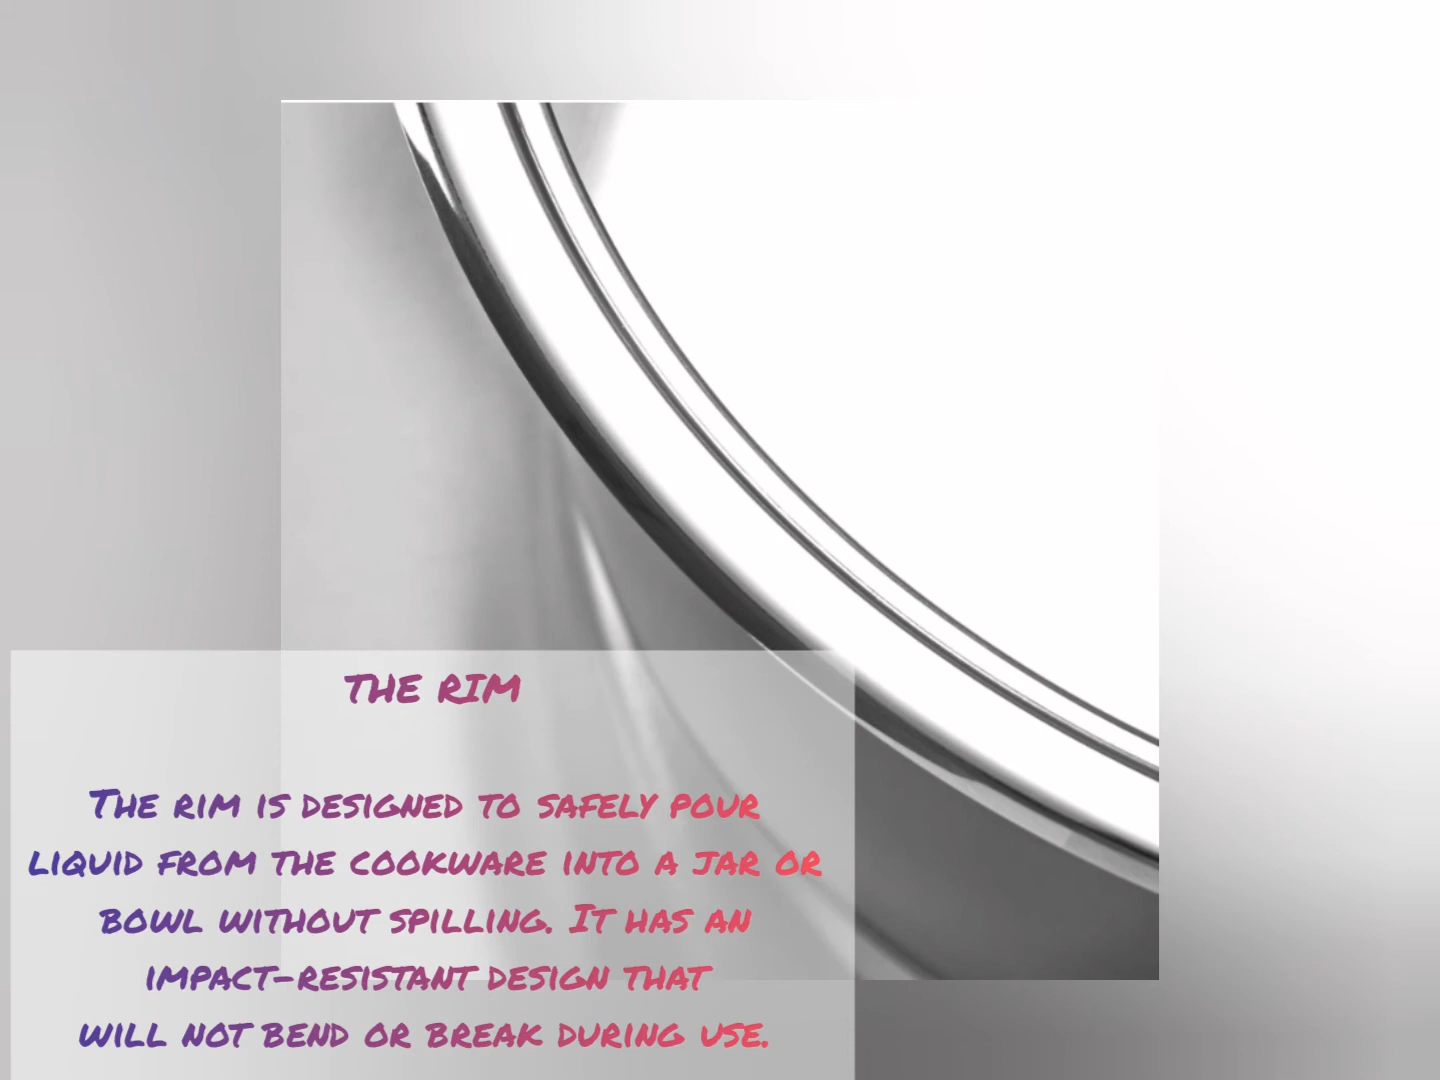 THE RIM
THE RIM IS DESIGNED TO SAFELY POUR
LIQUID FROM THE COOKWARE INTO A JAR OR
BOWL WITHOUT SPILLING. IT HAS AN
IMPACT-RESISTANT DESIGN THAT
WILL NOT BEND OR BREAK DURING USE.